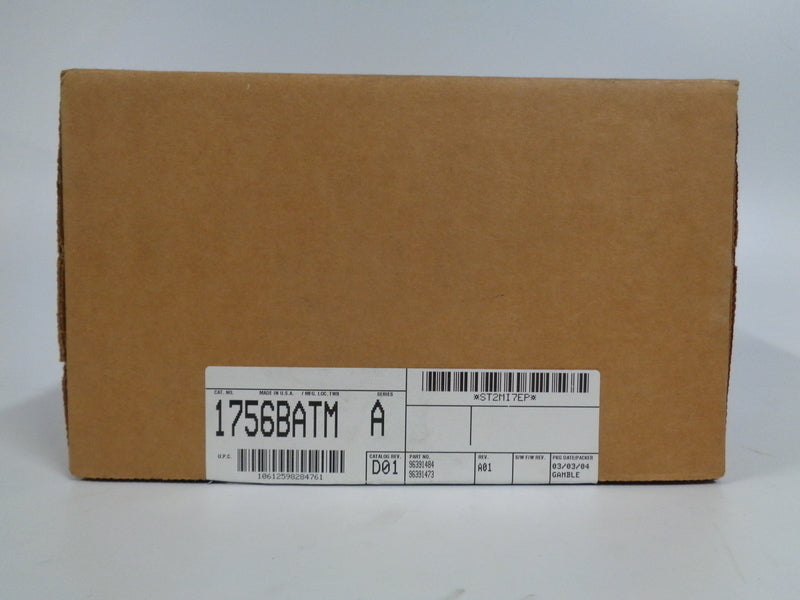 CAT. NO. MADE IN U.S.A. / MFG. LOC. TWB SERIES
1756BATM A
U.P.C.
10612598284761
CATALOG REV.
D01
*ST2MI7EP*
PART NO.
96391484
96391473
REV.
A01
S/W F/W REV.
PKG DATE/PACKER
03/03/04
GAMBLE